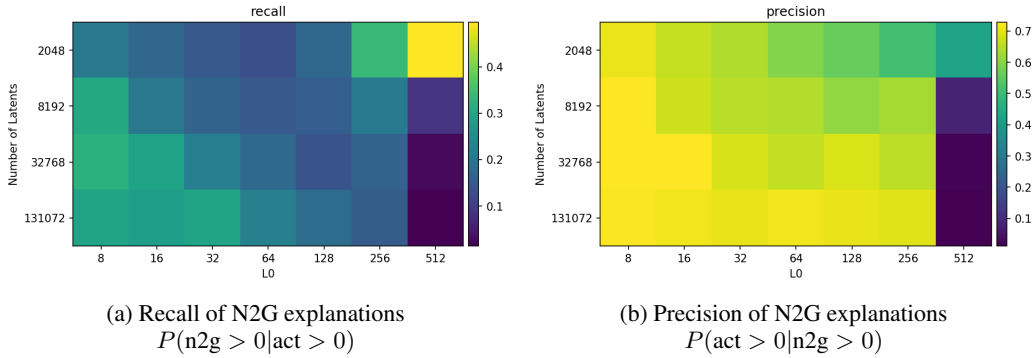 recall
Number of Latents
2048
8192
32768
131072
8 16 32 64 128 256 512
L0
0.4
0.3
0.2
0.1
(a) Recall of N2G explanations
P(n2g > 0|act > 0)
precision
Number of Latents
2048
8192
32768
131072
8 16 32 64 128 256 512
L0
0.7
0.6
0.5
0.4
0.3
0.2
0.1
(b) Precision of N2G explanations
P(act > 0|n2g > 0)